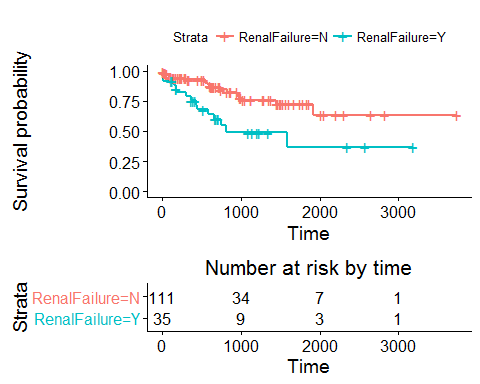 Strata RenalFailure=N RenalFailure=Y
Survival probability
1.00
0.75
0.50
0.25
0.00
0 1000 2000 3000
Time
Number at risk by time
Strata
RenalFailure=N 111 34 7 1
RenalFailure=Y 35 9 3 1
0 1000 2000 3000
Time